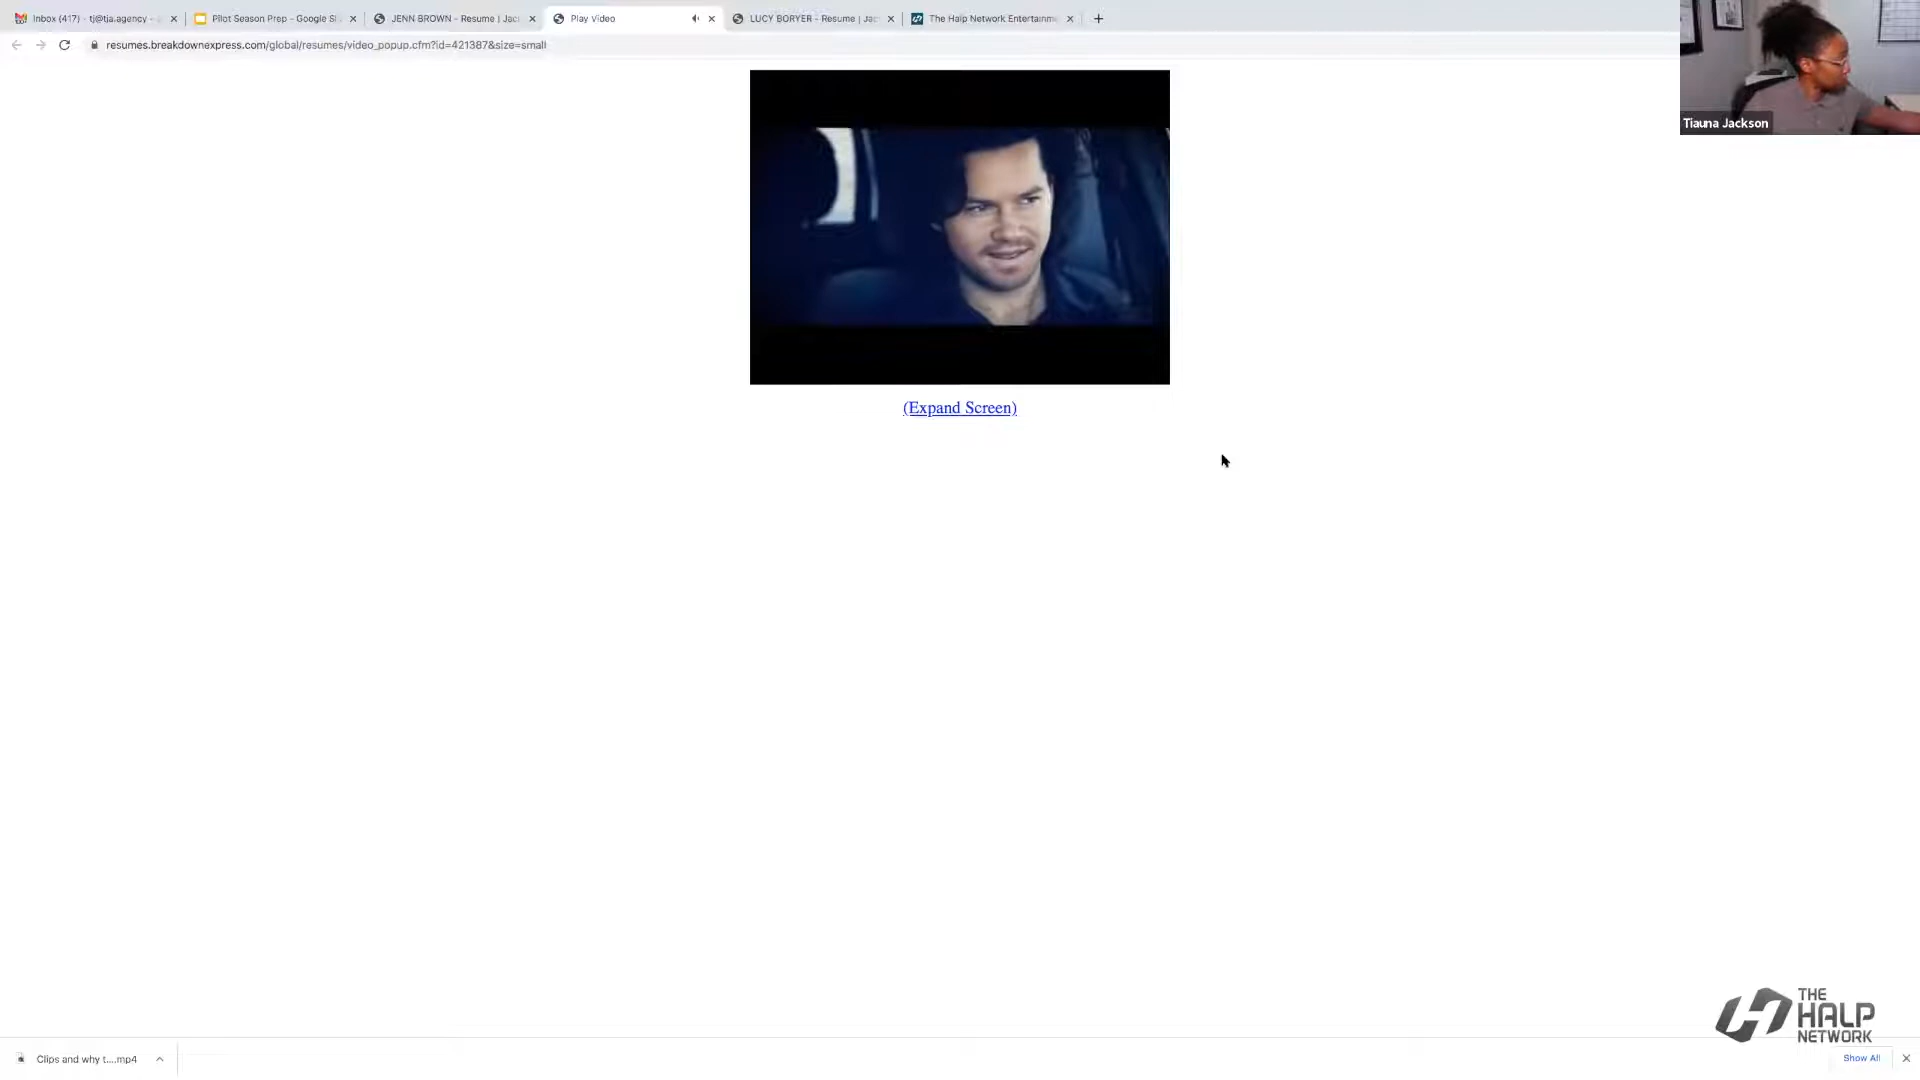 Inbox (417) - tj@tja.agency -
Pilot Season Prep - Google Sl
JENN BROWN - Resume | Jac
Play Video
LUCY BORYER - Resume | Jac
The Halp Network Entertainm
resumes.breakdownexpress.com/global/resumes/video_popup.cfm?id=421387&size=small
Tiauna Jackson
(Expand Screen)
THE
HALP
NETWORK
Clips and why t....mp4
Show All